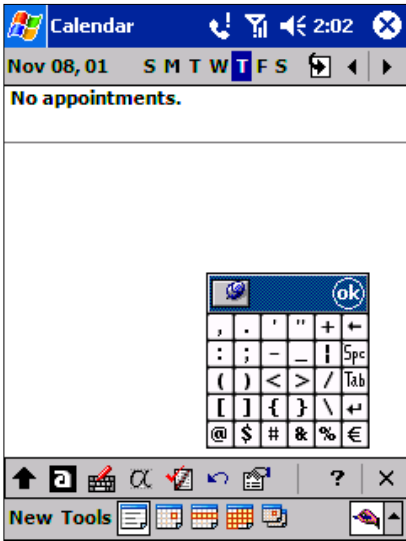 Calendar 2:02
Nov 08, 01 S M T W T F S
No appointments.
ok
, . ' " + ←
: ; - _ ¦ Spc
( ) < > / Tab
[ ] { } \ ↵
@ $ # & % €
a α ? ×
New Tools